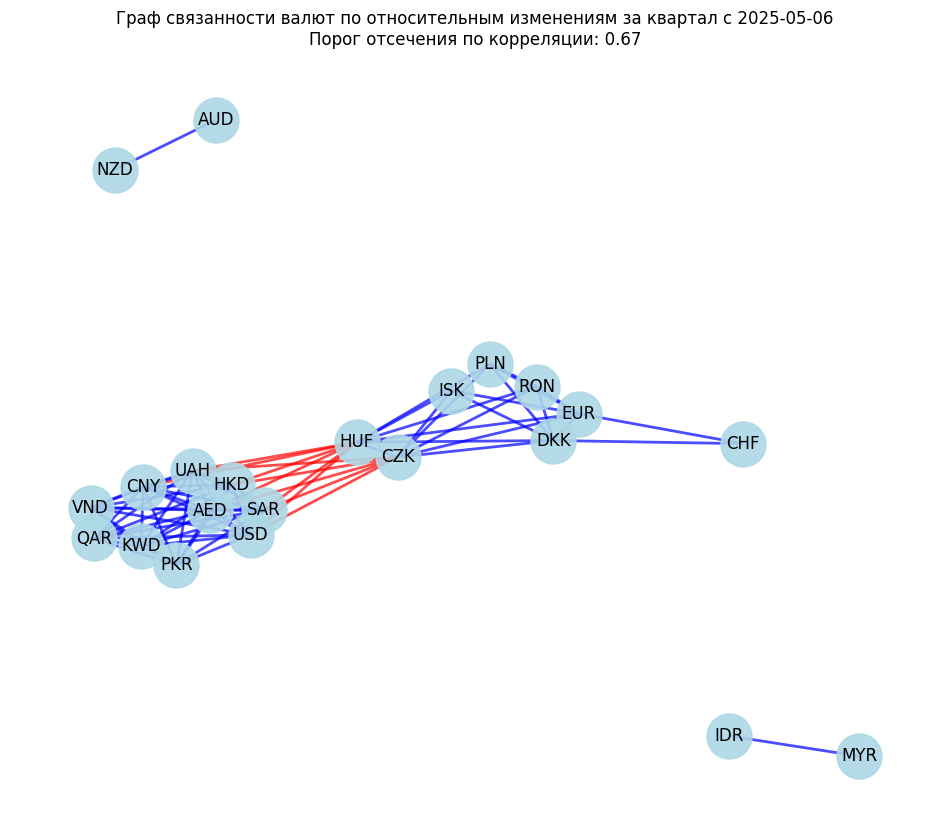 Граф связанности валют по относительным изменениям за квартал с 2025-05-06
Порог отсечения по корреляции: 0.67
AUD
NZD
PLN
ISK
RON
EUR
HUF
DKK
CHF
CZK
UAH
HKD
CNY
VND
AED
SAR
QAR
KWD
USD
PKR
IDR
MYR